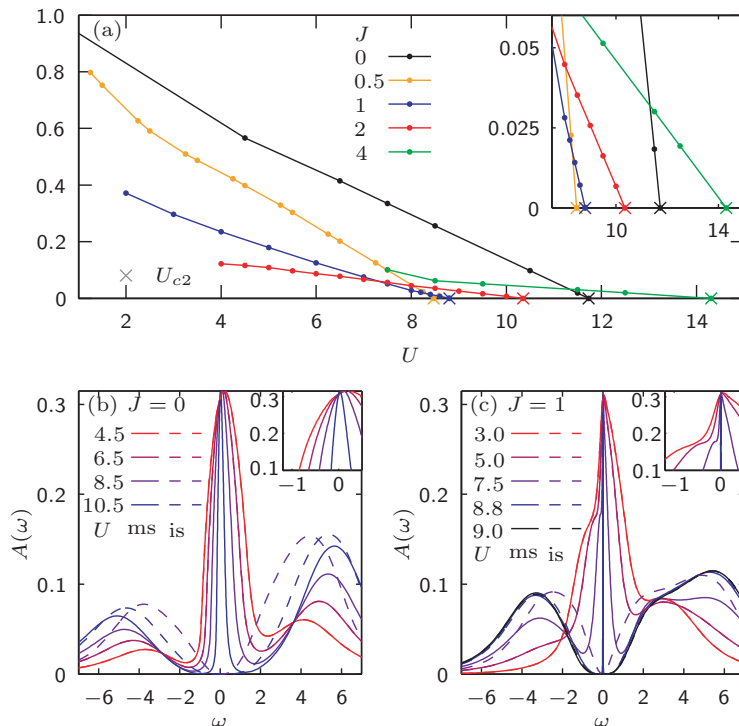 (a)
J
0
0.5
1
2
4
U_{c2}
1.0
0.8
0.6
0.4
0.2
0
2 4 6 8 10 12 14
U
0.05
0.025
0
10 14
(b) J = 0
4.5
6.5
8.5
10.5
U ms is
0.3
0.2
0.1
0
A(ω)
−6 −4 −2 0 2 4 6
ω
0.3
0.2
0.1
−1 0
(c) J = 1
3.0
5.0
7.5
8.8
9.0
U ms is
0.3
0.2
0.1
0
A(ω)
−6 −4 −2 0 2 4 6
ω
0.3
0.2
0.1
−1 0